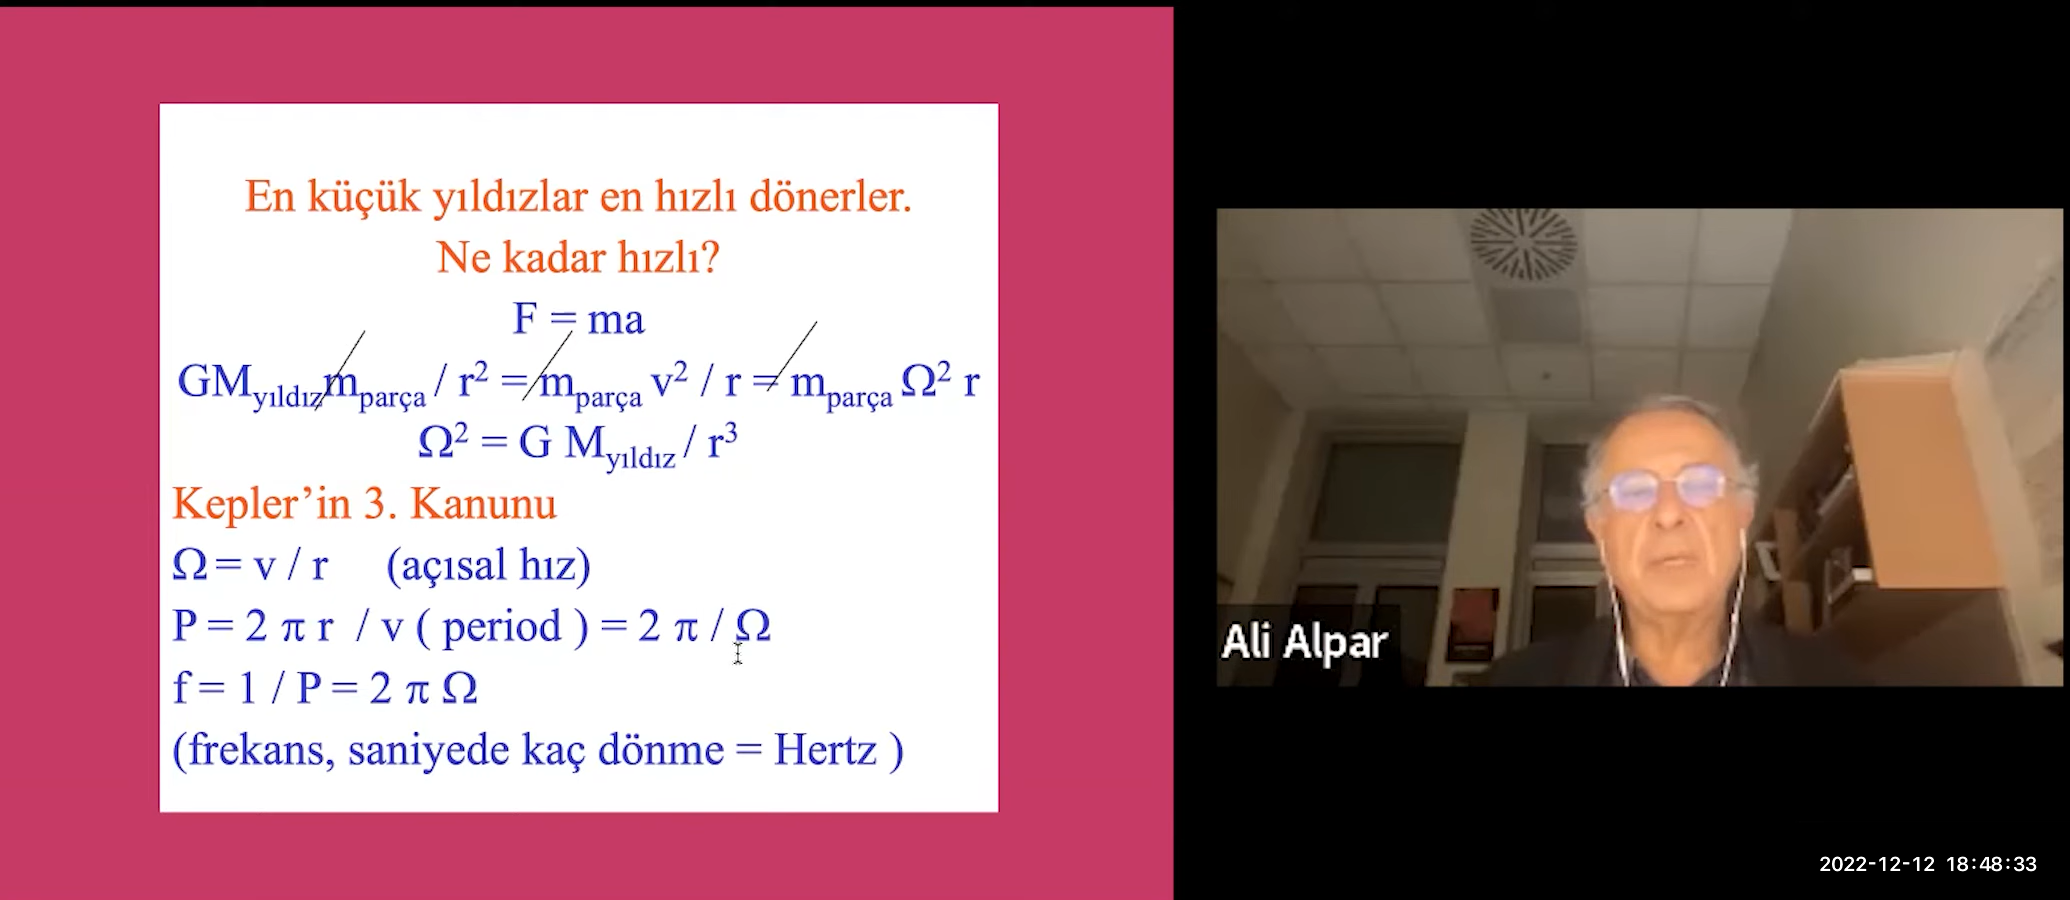 En küçük yıldızlar en hızlı dönerler.
Ne kadar hızlı?
F = ma
GMyıldızmparça / r² = mparça v² / r = mparça Ω² r
Ω² = G Myıldız / r³
Kepler’in 3. Kanunu
Ω = v / r (açısal hız)
P = 2 π r / v ( period ) = 2 π / Ω
f = 1 / P = 2 π Ω
(frekans, saniyede kaç dönme = Hertz )
Ali Alpar
2022-12-12 18:48:33